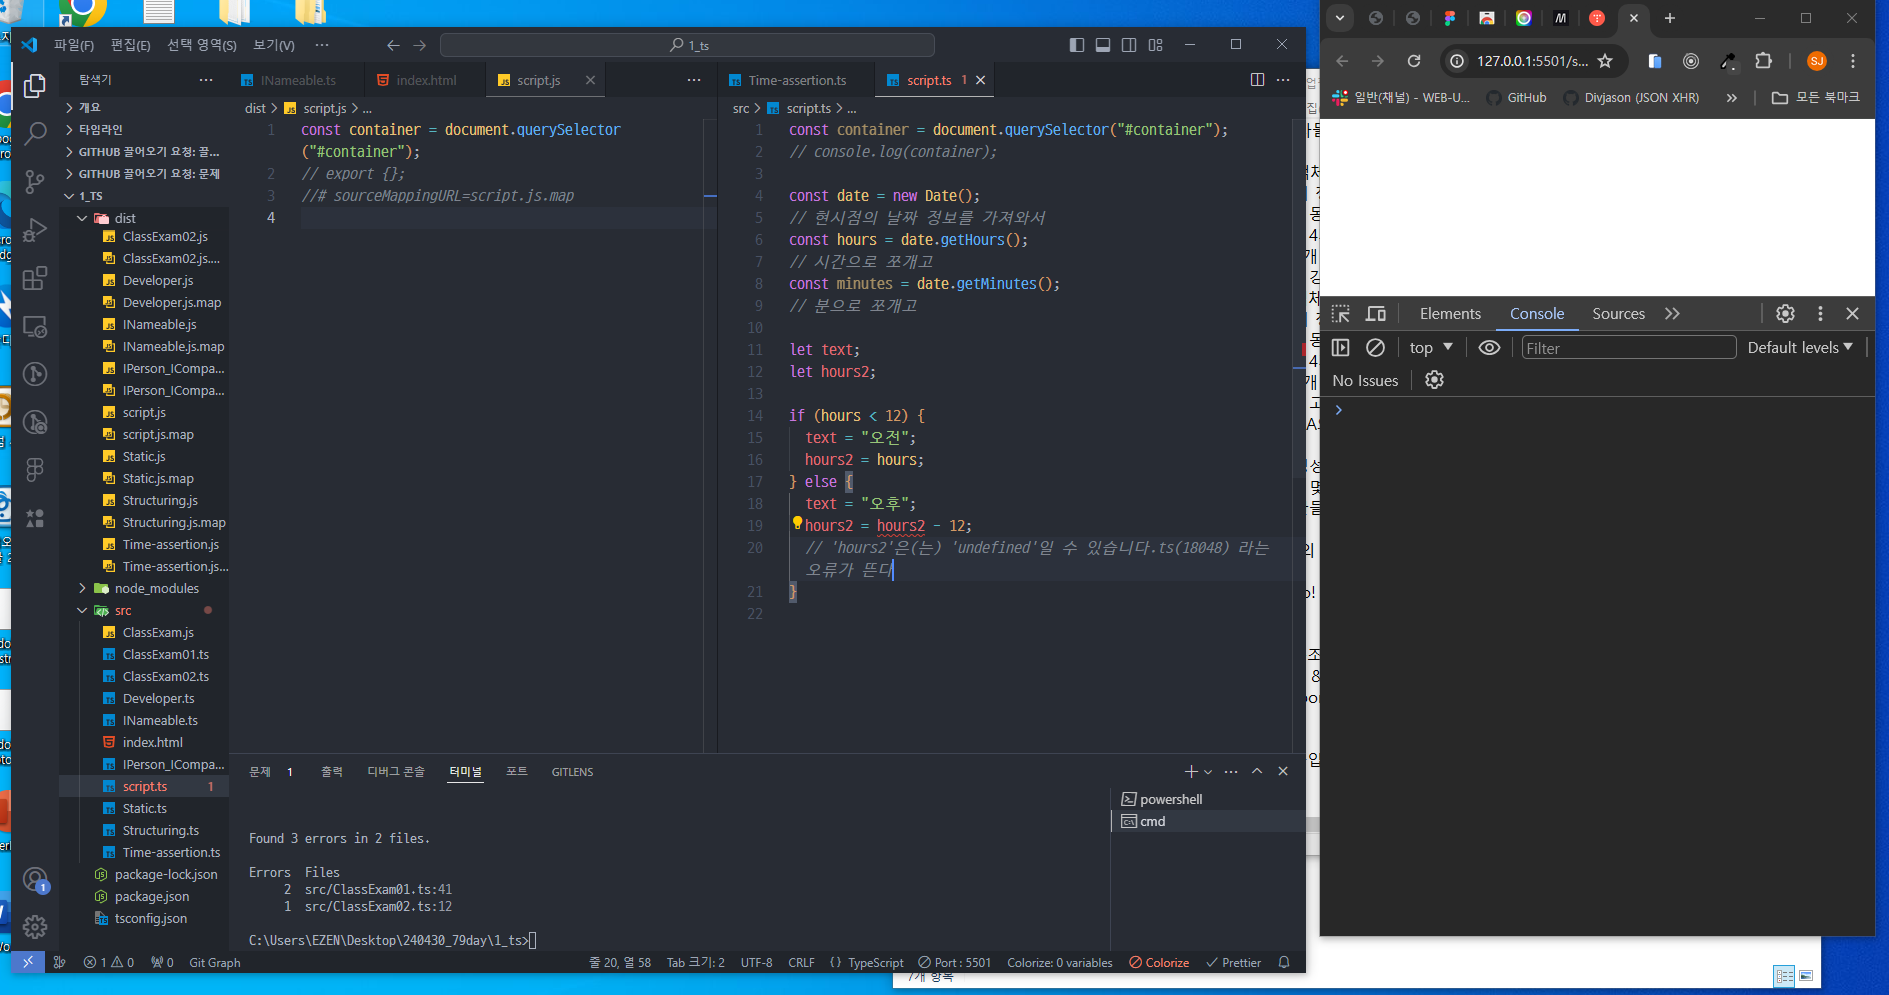 파일(F) 편집(E) 선택 영역(S) 보기(V) ··· 1_ts
탐색기 ···
INameable.ts index.html script.js ···
Time-assertion.ts script.ts 1 ···
개요
타임라인
GITHUB 끌어오기 요청: 끌...
GITHUB 끌어오기 요청: 문제
1_TS
dist
ClassExam02.js
ClassExam02.js....
Developer.js
Developer.js.map
INameable.js
INameable.js.map
IPerson_ICompa...
IPerson_ICompa...
script.js
script.js.map
Static.js
Static.js.map
Structuring.js
Structuring.js.map
Time-assertion.js
Time-assertion.js...
node_modules
src
ClassExam.js
ClassExam01.ts
ClassExam02.ts
Developer.ts
INameable.ts
index.html
IPerson_ICompa...
script.ts 1
Static.ts
Structuring.ts
Time-assertion.ts
package-lock.json
package.json
tsconfig.json
dist > script.js > ...
1 const container = document.querySelector
("#container");
2 // export {};
3 //# sourceMappingURL=script.js.map
4
src > script.ts > ...
1 const container = document.querySelector("#container");
2 // console.log(container);
3
4 const date = new Date();
5 // 현시점의 날짜 정보를 가져와서
6 const hours = date.getHours();
7 // 시간으로 쪼개고
8 const minutes = date.getMinutes();
9 // 분으로 쪼개고
10
11 let text;
12 let hours2;
13
14 if (hours < 12) {
15 text = "오전";
16 hours2 = hours;
17 } else {
18 text = "오후";
19 hours2 = hours2 - 12;
20 // 'hours2'은(는) 'undefined'일 수 있습니다.ts(18048) 라는
오류가 뜬다
21 }
22
문제 1 출력 디버그 콘솔 터미널 포트 GITLENS
powershell
cmd
Found 3 errors in 2 files.
Errors Files
2 src/ClassExam01.ts:41
1 src/ClassExam02.ts:12
C:\Users\EZEN\Desktop\240430_79day\1_ts>
1 0 0 Git Graph 줄 20, 열 58 Tab 크기: 2 UTF-8 CRLF {} TypeScript Port : 5501 Colorize: 0 variables Colorize Prettier
127.0.0.1:5501/s... SJ
일반(채널) - WEB-U... GitHub Divjason (JSON XHR) » 모든 북마크
Elements Console Sources
top Filter Default levels
No Issues
7개 항목